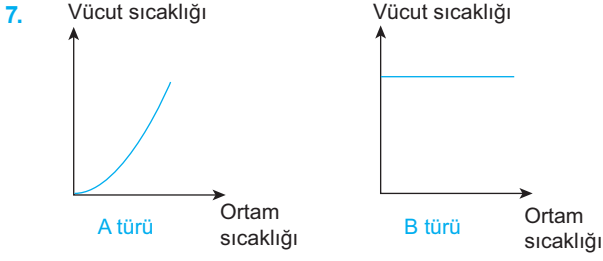 7.
Vücut sıcaklığı
Ortam
sıcaklığı
A türü
Vücut sıcaklığı
Ortam
sıcaklığı
B türü